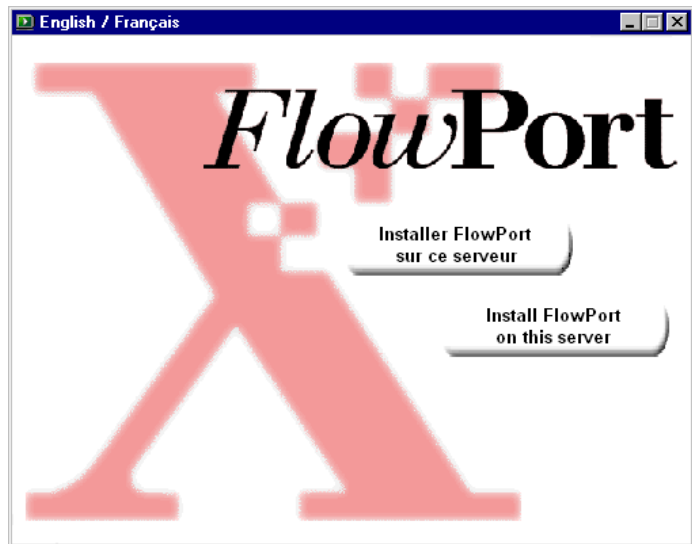 English / Français
FlowPort
Installer FlowPort
sur ce serveur
Install FlowPort
on this server